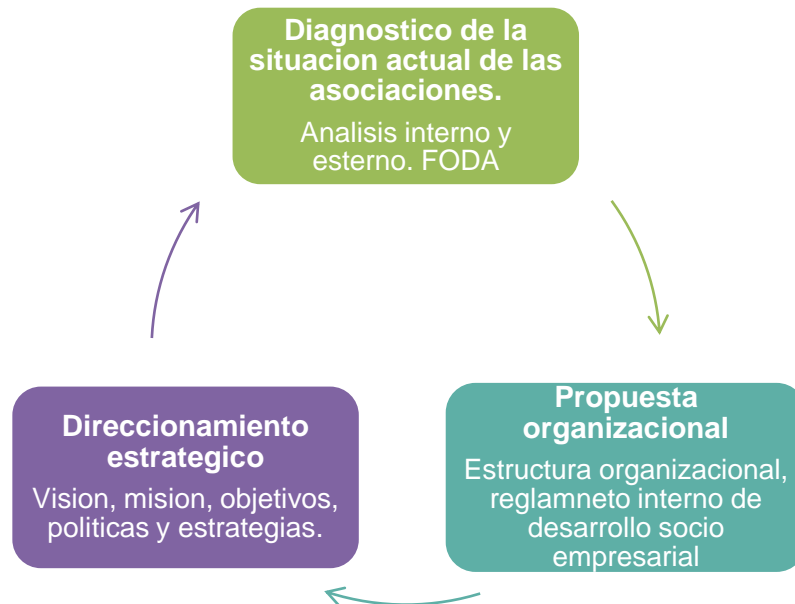 Diagnostico de la
situacion actual de las
asociaciones.
Analisis interno y
esterno. FODA
Propuesta
organizacional
Estructura organizacional,
reglamneto interno de
desarrollo socio
empresarial
Direccionamiento
estrategico
Vision, mision, objetivos,
politicas y estrategias.